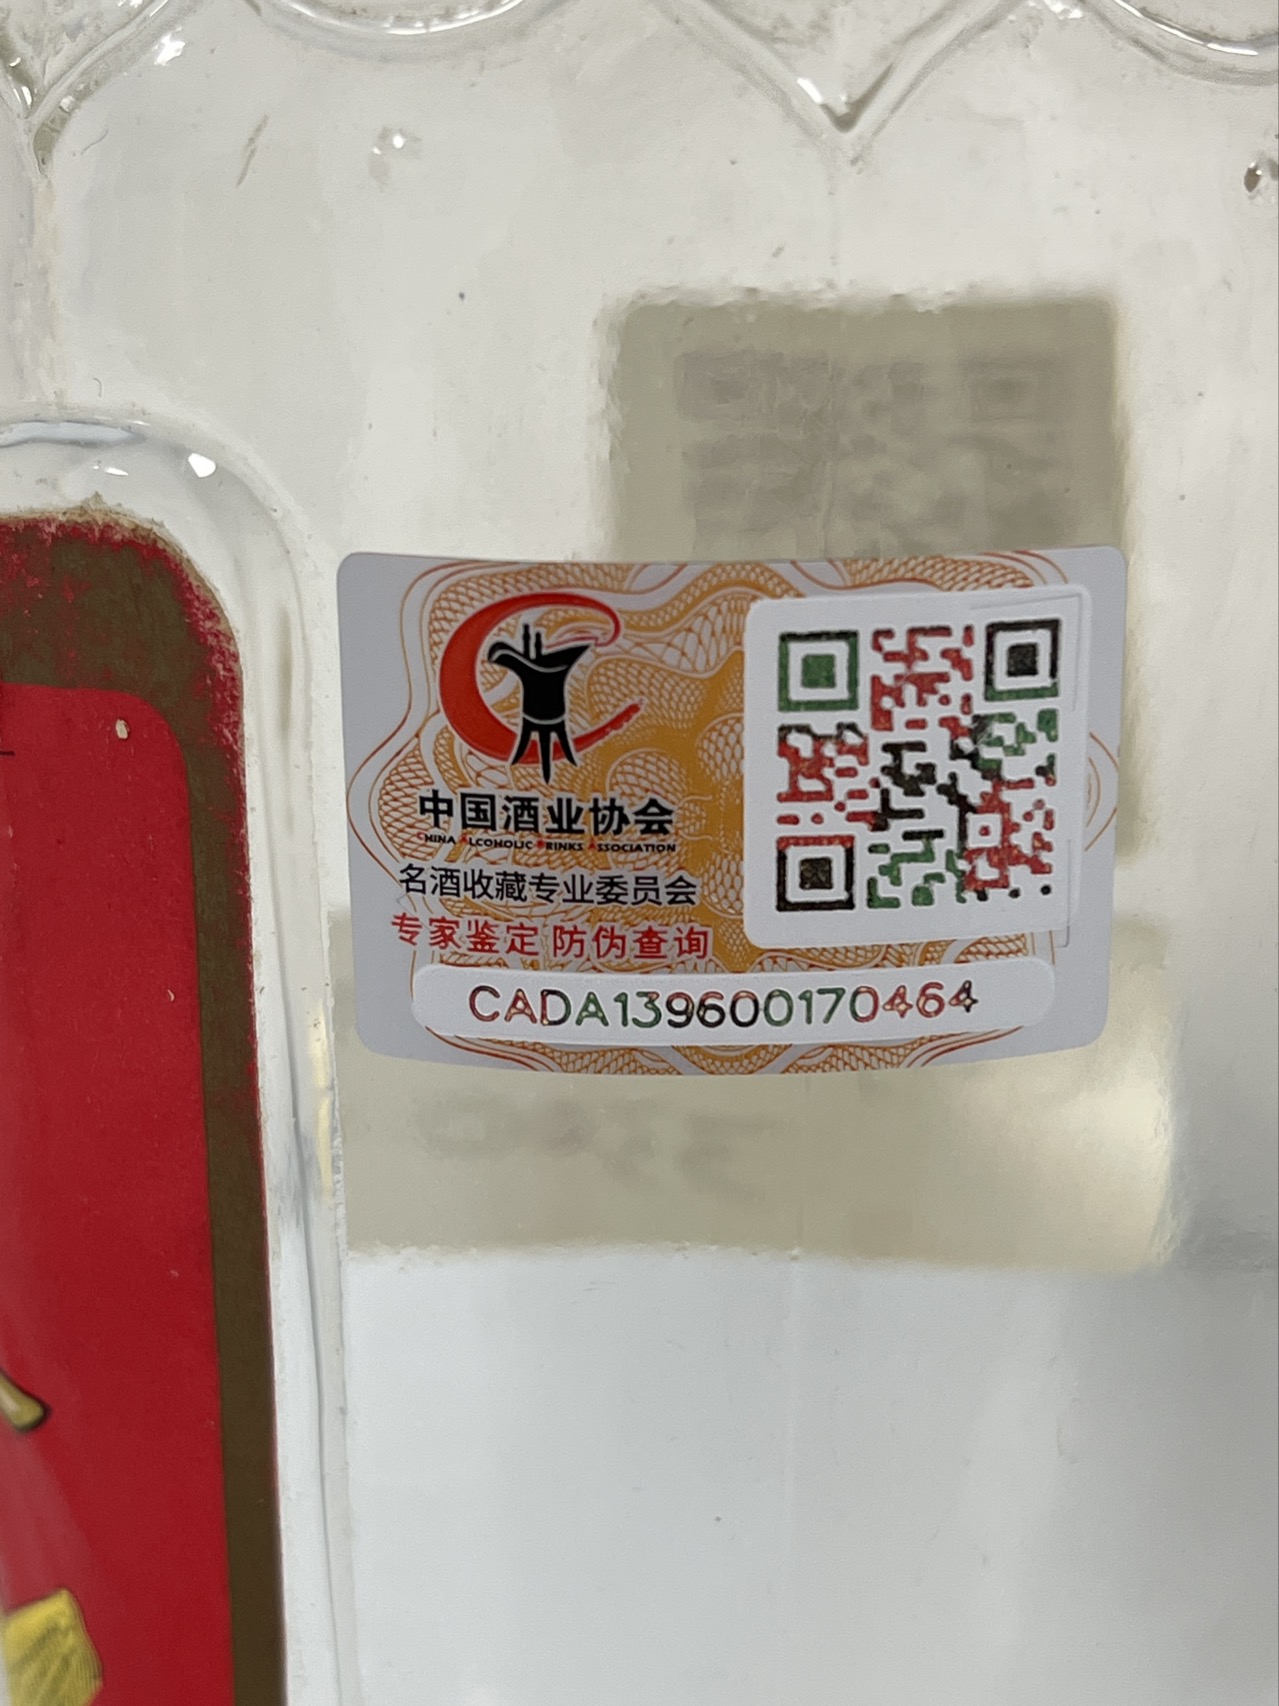 中国酒业协会
CHINA ALCOHOLIC DRINKS ASSOCIATION
名酒收藏专业委员会
专家鉴定 防伪查询
CADA139600170464